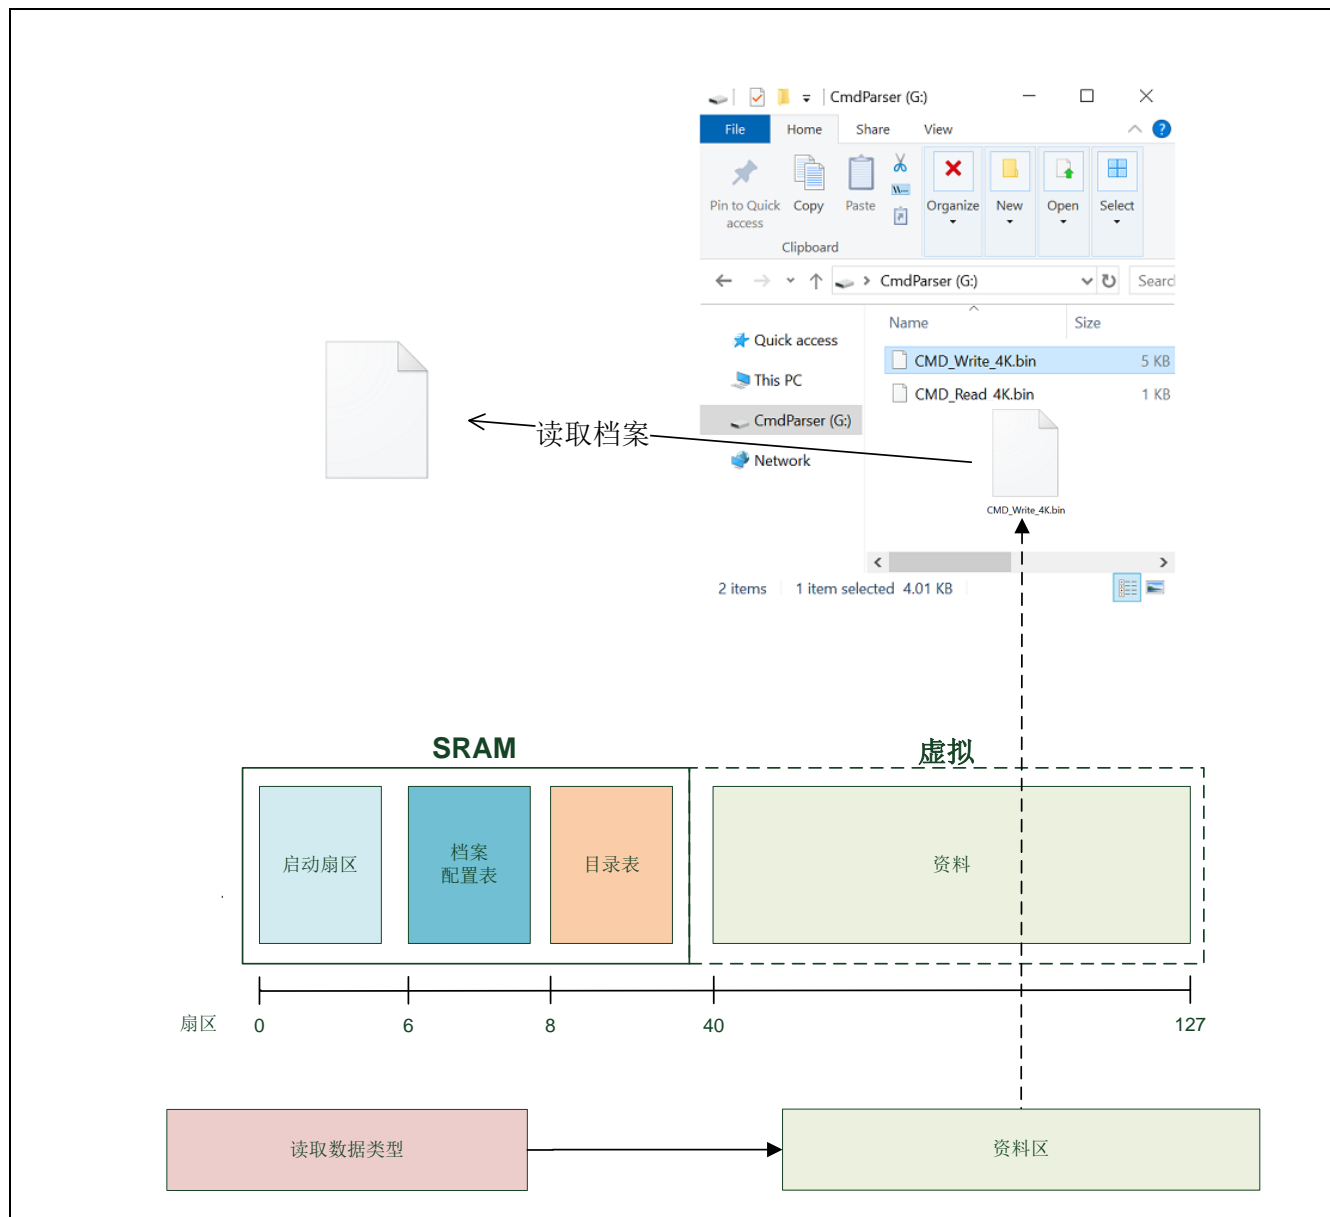 CmdParser (G:)
File Home Share View
Pin to Quick access
Copy
Paste
Organize
New
Open
Select
Clipboard
CmdParser (G:)
Searc
Name Size
Quick access
CMD_Write_4K.bin 5 KB
This PC
CMD_Read 4K.bin 1 KB
CmdParser (G:)
读取档案
Network
CMD_Write_4K.bin
2 items 1 item selected 4.01 KB
SRAM 虚拟
启动扇区
档案
配置表
目录表
资料
扇区 0 6 8 40 127
读取数据类型
资料区